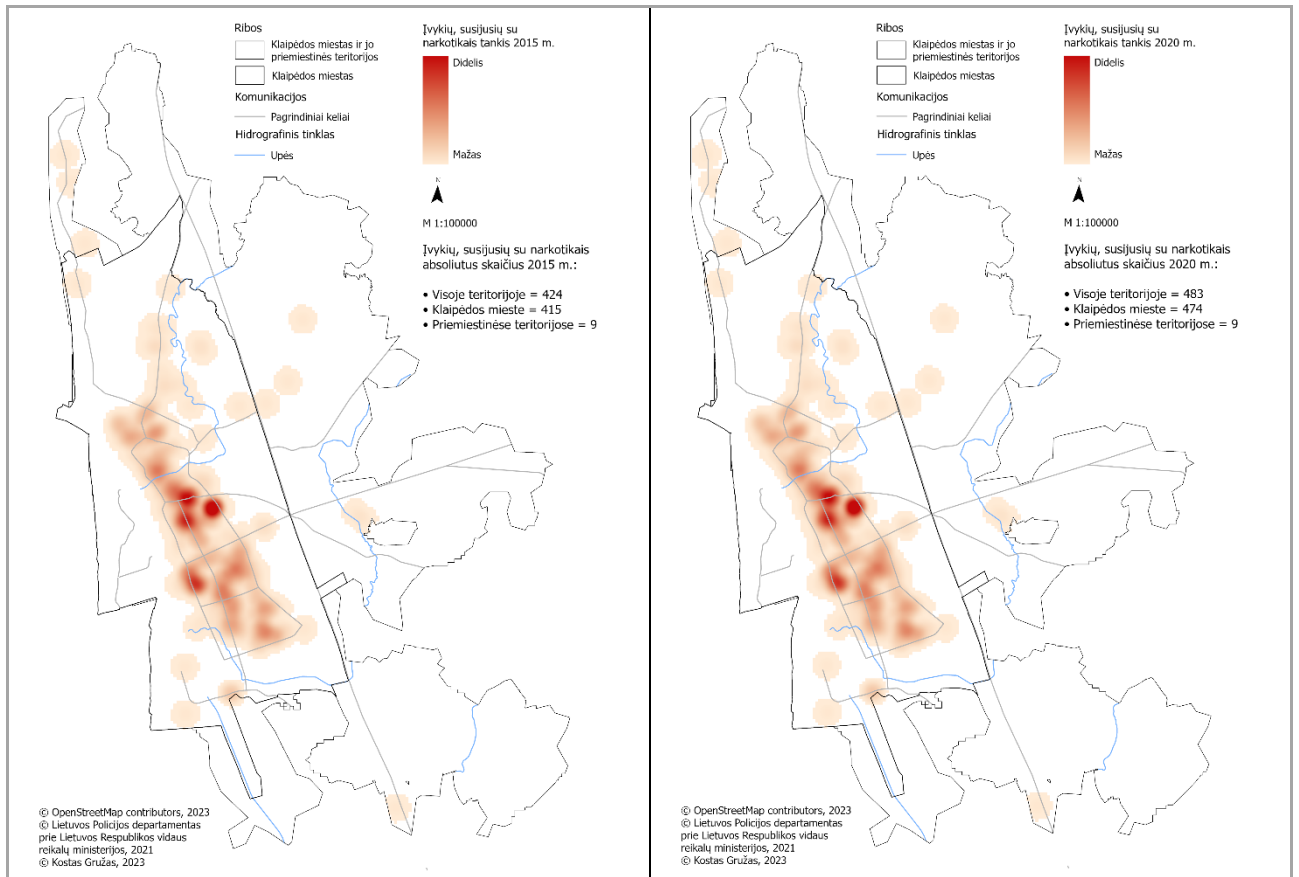 Ribos
Klaipėdos miestas ir jo
priemiestinės teritorijos
Klaipėdos miestas
Komunikacijos
Pagrindiniai keliai
Hidrografinis tinklas
Upės
Įvykių, susijusių su
narkotikais tankis 2015 m.
Didelis
Mažas
N
M 1:100000
Įvykių, susijusių su narkotikais
absoliutus skaičius 2015 m.:
• Visoje teritorijoje = 424
• Klaipėdos mieste = 415
• Priemiestinėse teritorijose = 9
© OpenStreetMap contributors, 2023
© Lietuvos Policijos departamentas
prie Lietuvos Respublikos vidaus
reikalų ministerijos, 2021
© Kostas Gružas, 2023
Ribos
Klaipėdos miestas ir jo
priemiestinės teritorijos
Klaipėdos miestas
Komunikacijos
Pagrindiniai keliai
Hidrografinis tinklas
Upės
Įvykių, susijusių su
narkotikais tankis 2020 m.
Didelis
Mažas
N
M 1:100000
Įvykių, susijusių su narkotikais
absoliutus skaičius 2020 m.:
• Visoje teritorijoje = 483
• Klaipėdos mieste = 474
• Priemiestinėse teritorijose = 9
© OpenStreetMap contributors, 2023
© Lietuvos Policijos departamentas
prie Lietuvos Respublikos vidaus
reikalų ministerijos, 2021
© Kostas Gružas, 2023